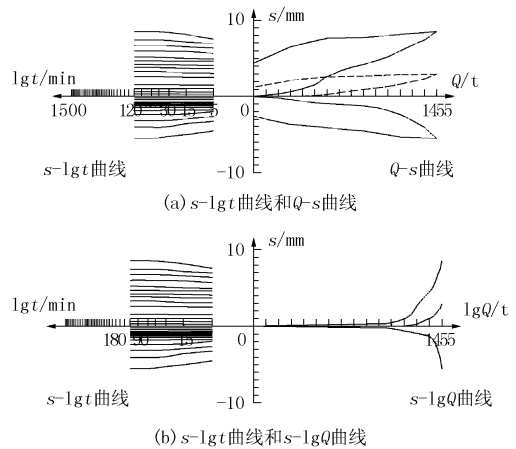 10 s/mm
lgt/min Q/t
1500 120 30 15 5 0 1455
s-lgt曲线 -10 Q-s曲线
(a) s-lgt曲线和Q-s曲线
10 s/mm
lgt/min lgQ/t
180 90 15 0 1455
s-lgt曲线 s-lgQ曲线
-10
(b) s-lgt曲线和s-lgQ曲线